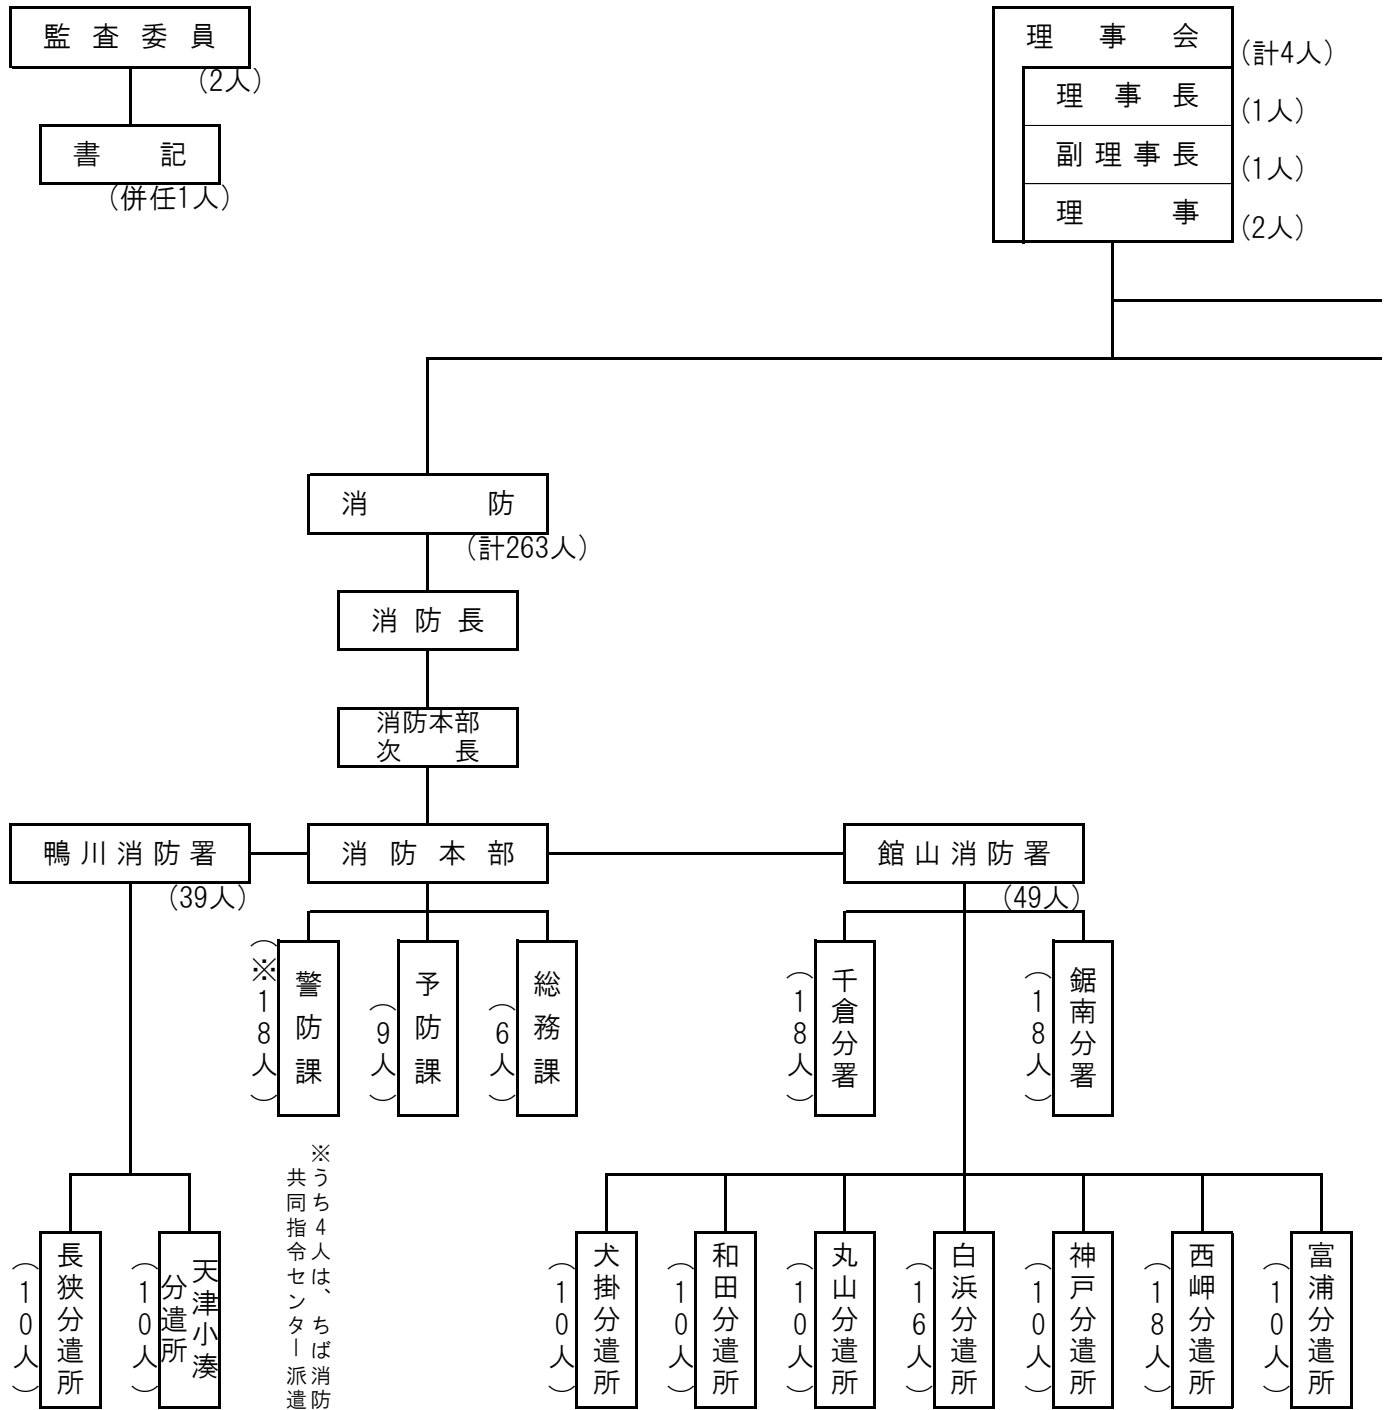 監査委員
(2人)
書記
(併任1人)
理事会
(計4人)
理事長
(1人)
副理事長
(1人)
理事
(2人)
消防
(計263人)
消防長
消防本部
次長
鴨川消防署
(39人)
消防本部
館山消防署
(49人)
警防課
(※18人)
予防課
(9人)
総務課
(6人)
千倉分署
(18人)
鋸南分署
(18人)
※うち4人は、ちば消防
共同指令センター派遣
長狭分遣所
(10人)
天津小湊
分遣所
(10人)
犬掛分遣所
(10人)
和田分遣所
(10人)
丸山分遣所
(10人)
白浜分遣所
(16人)
神戸分遣所
(10人)
西岬分遣所
(18人)
富浦分遣所
(10人)